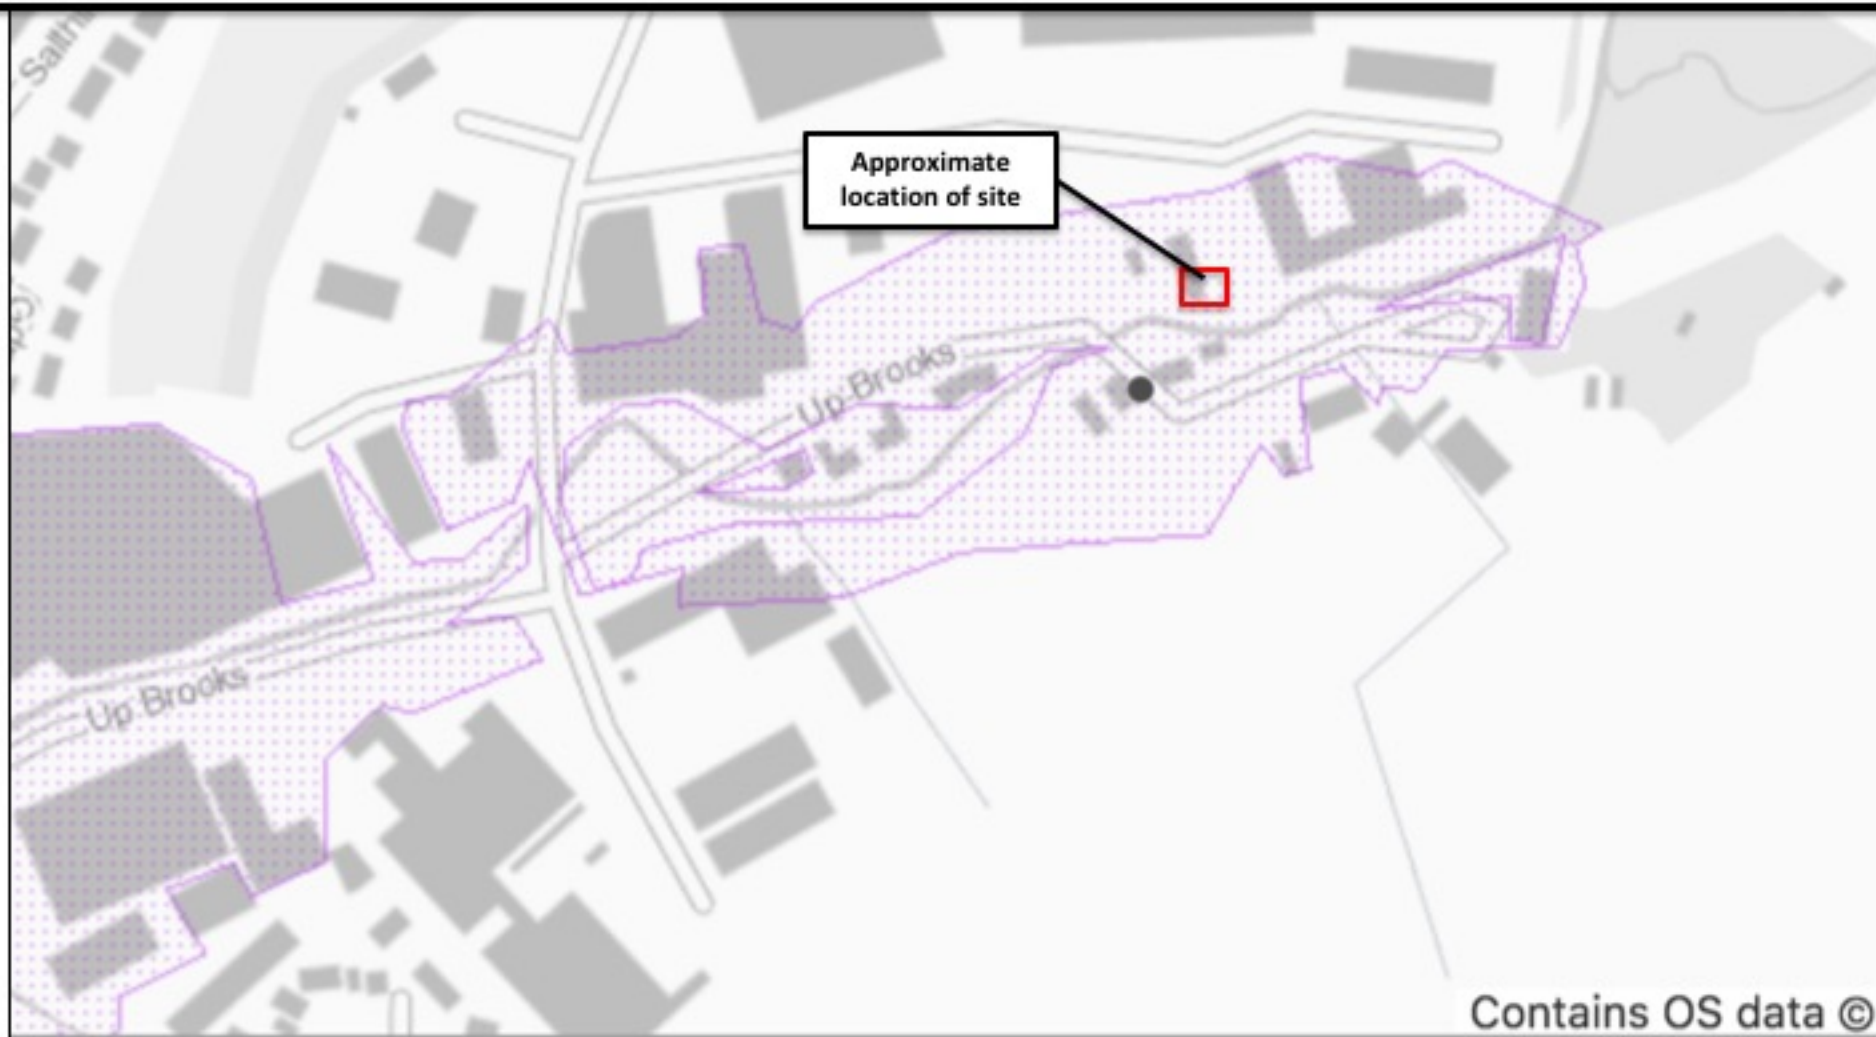 Approximate
location of site
Up Brooks
Up Brooks
Contains OS data ©